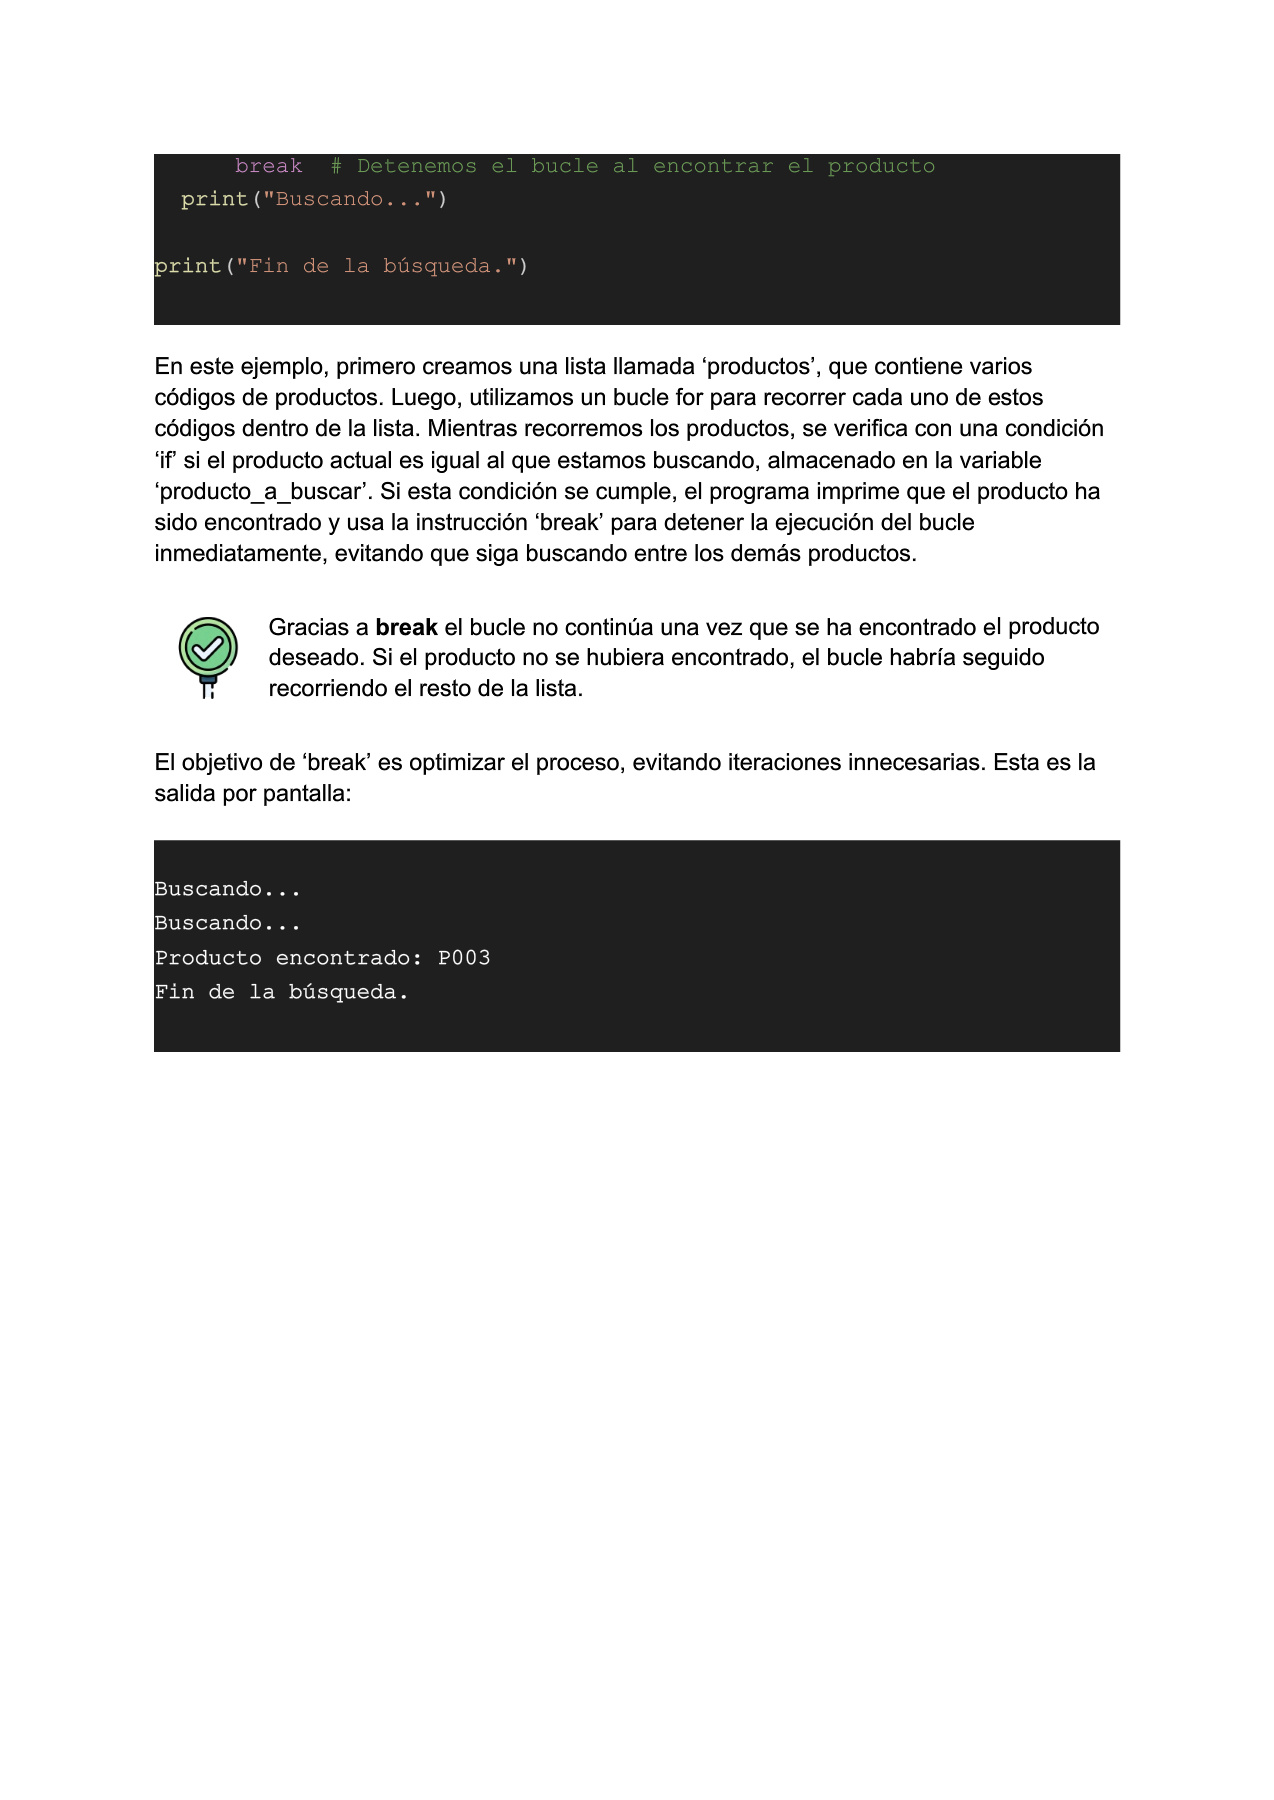 break  # Detenemos el bucle al encontrar el producto
print("Buscando...")
print("Fin de la búsqueda.")
En este ejemplo, primero creamos una lista llamada ‘productos’, que contiene varios
códigos de productos. Luego, utilizamos un bucle for para recorrer cada uno de estos
códigos dentro de la lista. Mientras recorremos los productos, se verifica con una condición
‘if’ si el producto actual es igual al que estamos buscando, almacenado en la variable
‘producto_a_buscar’. Si esta condición se cumple, el programa imprime que el producto ha
sido encontrado y usa la instrucción ‘break’ para detener la ejecución del bucle
inmediatamente, evitando que siga buscando entre los demás productos.
Gracias a break el bucle no continúa una vez que se ha encontrado el producto
deseado. Si el producto no se hubiera encontrado, el bucle habría seguido
recorriendo el resto de la lista.
El objetivo de ‘break’ es optimizar el proceso, evitando iteraciones innecesarias. Esta es la
salida por pantalla:
Buscando...
Buscando...
Producto encontrado: P003
Fin de la búsqueda.